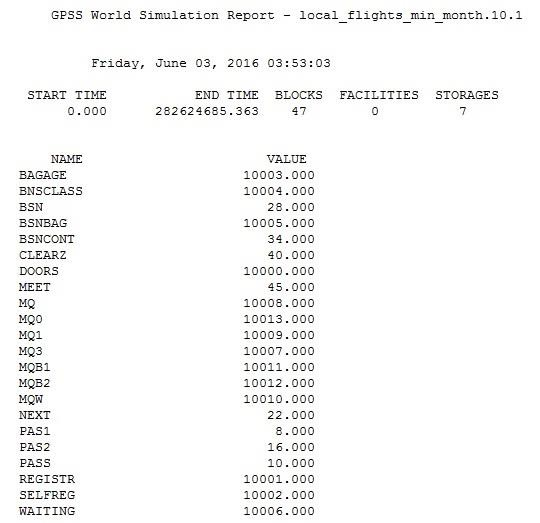 GPSS World Simulation Report - local_flights_min_month.10.1
Friday, June 03, 2016 03:53:03
START TIME END TIME BLOCKS FACILITIES STORAGES
0.000 282624685.363 47 0 7
NAME VALUE
BAGAGE 10003.000
BNSCLASS 10004.000
BSN 28.000
BSNBAG 10005.000
BSNCONT 34.000
CLEARZ 40.000
DOORS 10000.000
MEET 45.000
MQ 10008.000
MQ0 10013.000
MQ1 10009.000
MQ3 10007.000
MQB1 10011.000
MQB2 10012.000
MQW 10010.000
NEXT 22.000
PAS1 8.000
PAS2 16.000
PASS 10.000
REGISTR 10001.000
SELFREG 10002.000
WAITING 10006.000